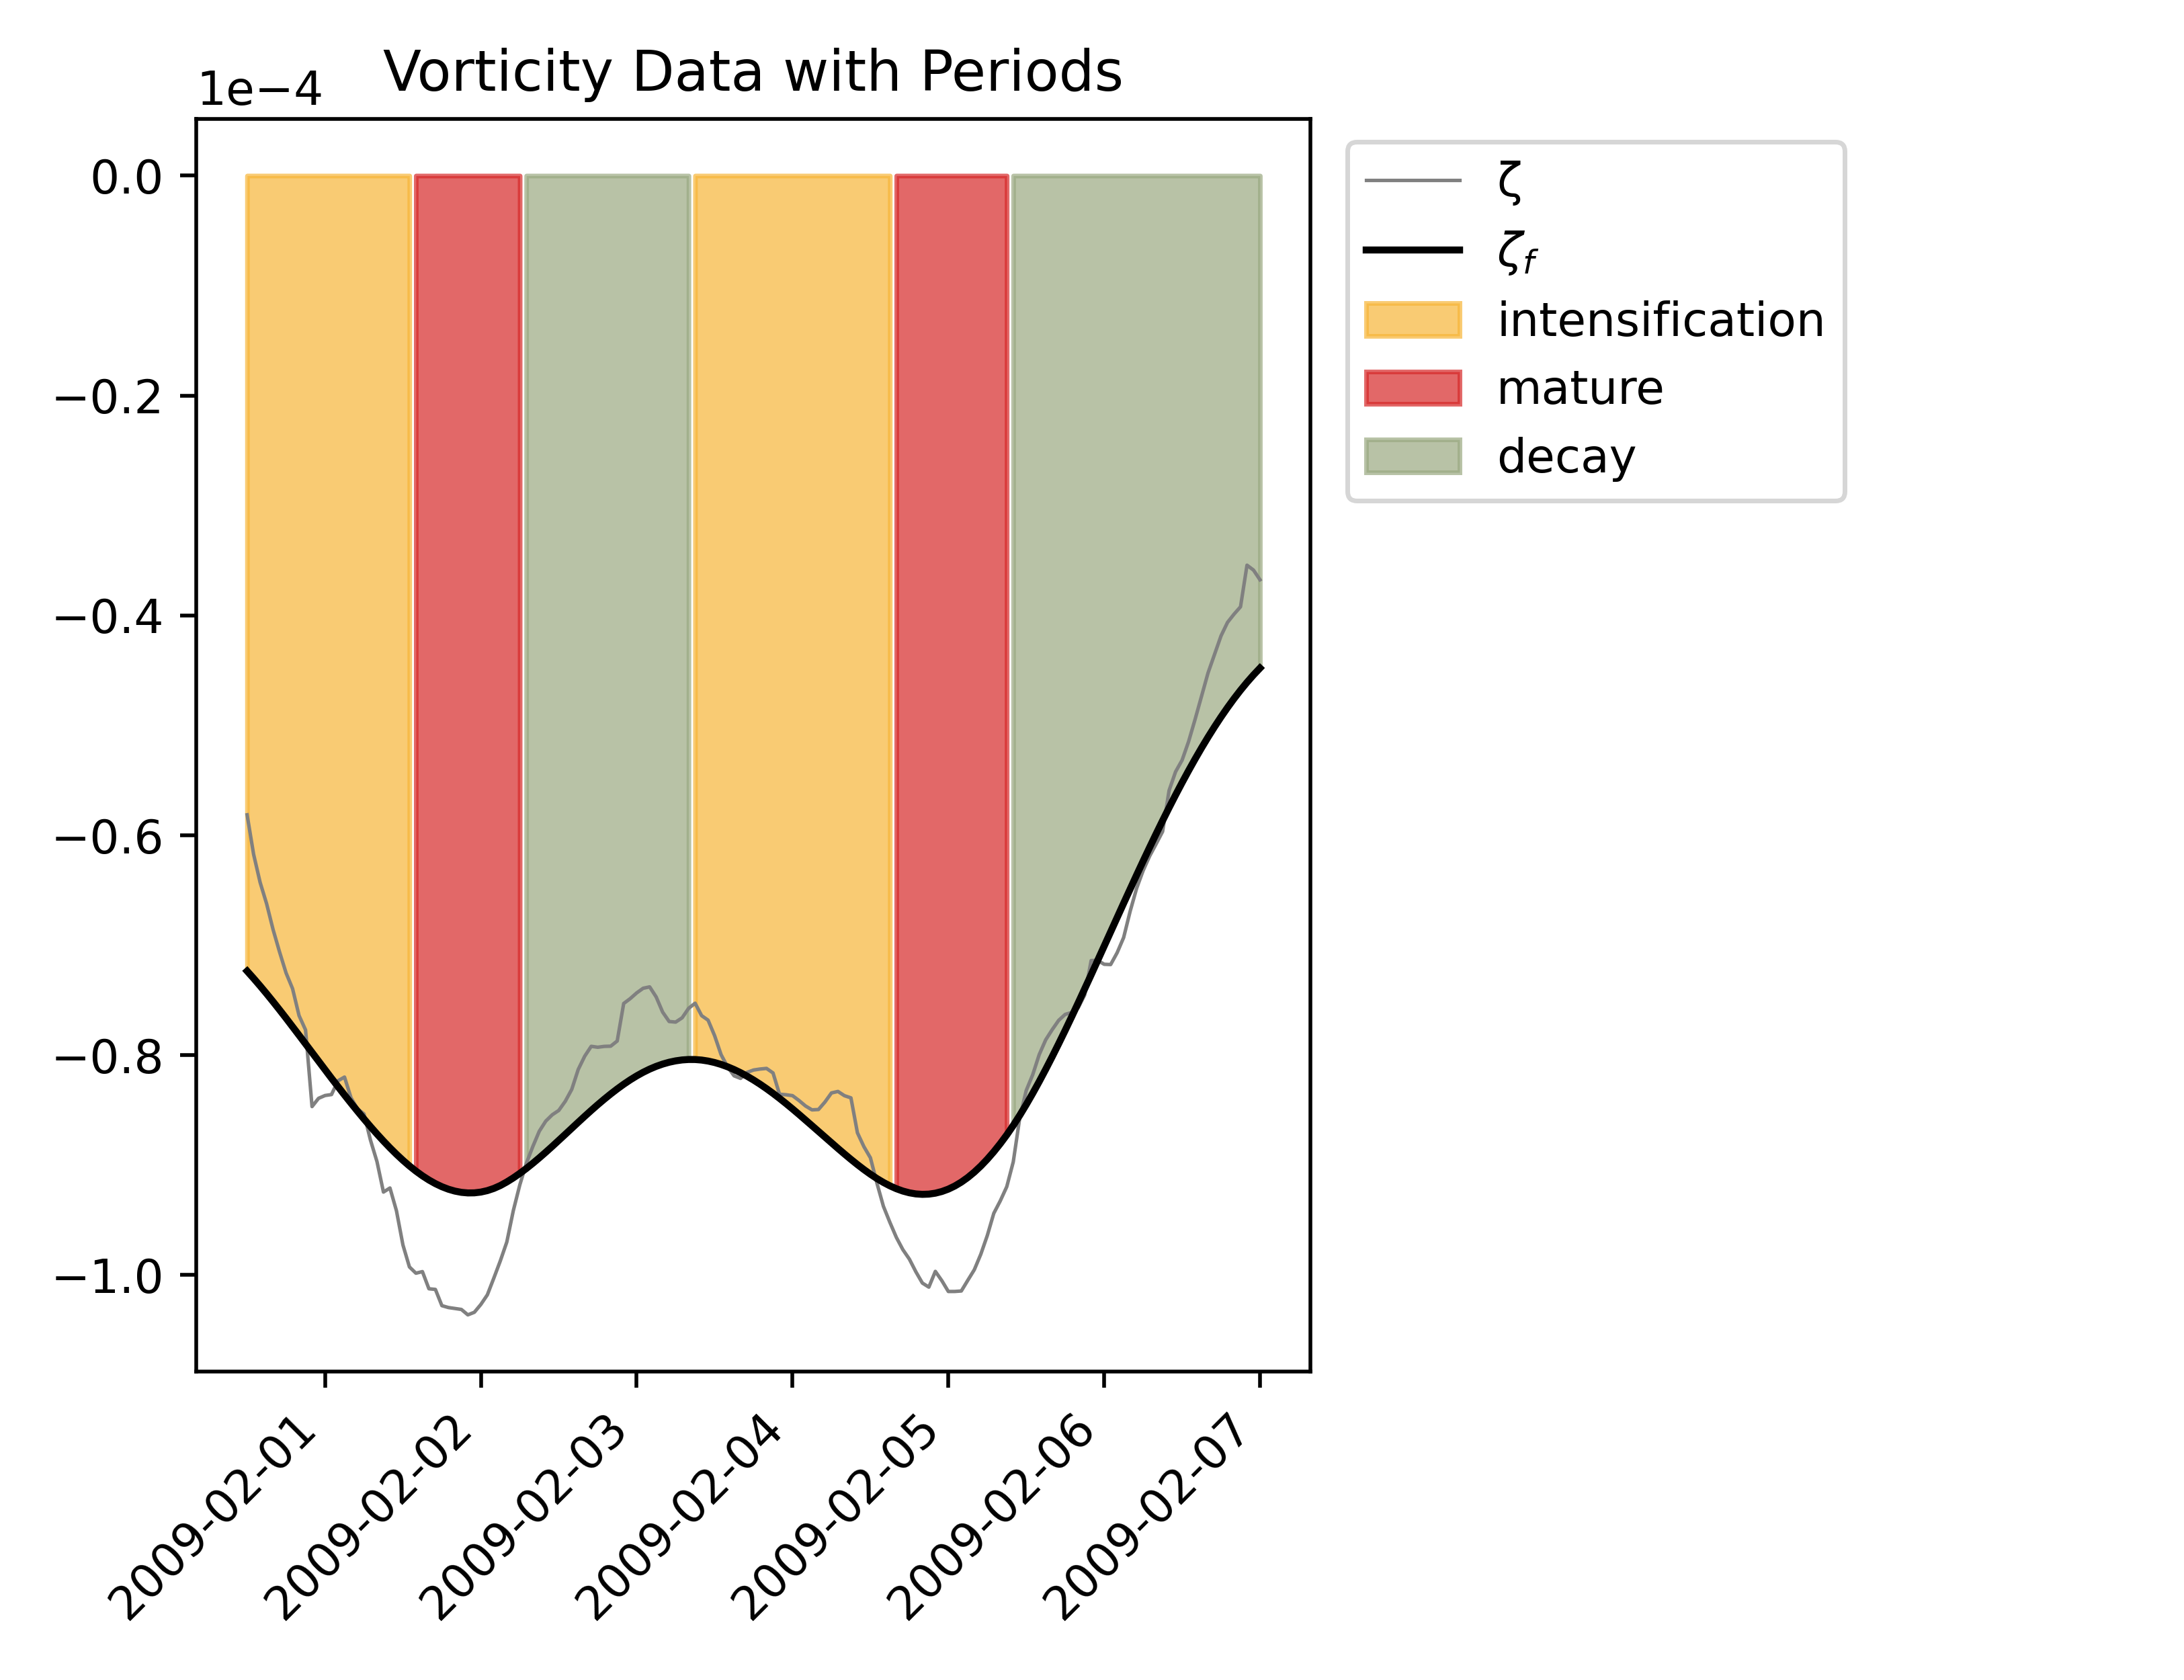 Vorticity Data with Periods
1e−4
0.0
−0.2
−0.4
−0.6
−0.8
−1.0
2009-02-01
2009-02-02
2009-02-03
2009-02-04
2009-02-05
2009-02-06
2009-02-07
ζ
ζf
intensification
mature
decay